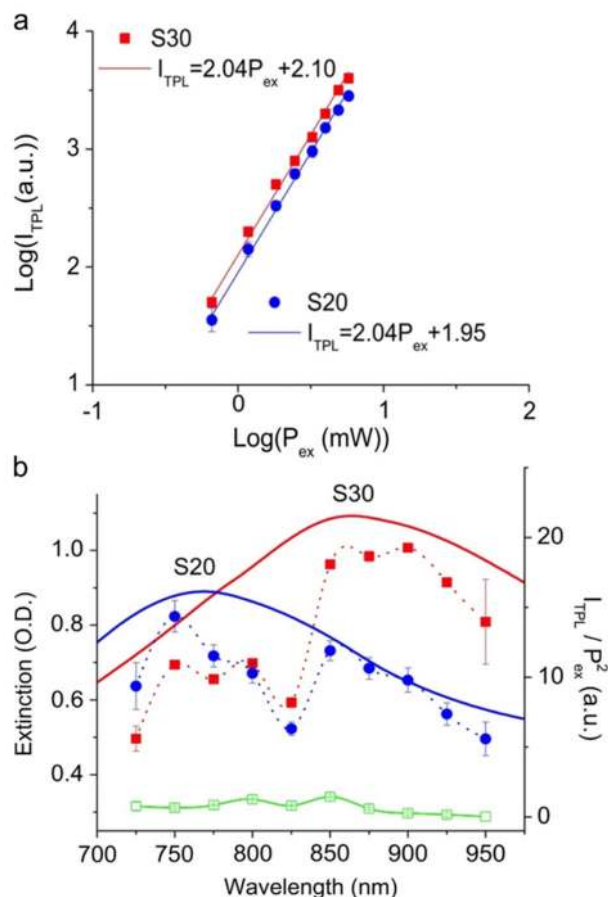 a
4
3
2
1
Log(I_TPL(a.u.))
S30
I_TPL=2.04P_ex+2.10
S20
I_TPL=2.04P_ex+1.95
-1 0 1 2
Log(P_ex (mW))
b
S30
S20
1.0
0.8
0.6
0.4
Extinction (O.D.)
20
10
0
I_TPL / P²_ex (a.u.)
700 750 800 850 900 950
Wavelength (nm)